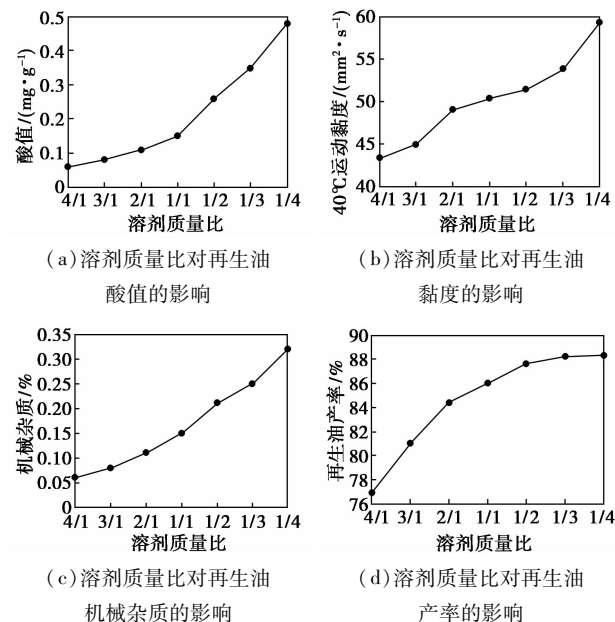 酸值/(mg·g⁻¹)
0.5
0.4
0.3
0.2
0.1
0
4/1 3/1 2/1 1/1 1/2 1/3 1/4
溶剂质量比
(a)溶剂质量比对再生油
酸值的影响
40℃运动黏度/(mm²·s⁻¹)
60
55
50
45
40
4/1 3/1 2/1 1/1 1/2 1/3 1/4
溶剂质量比
(b)溶剂质量比对再生油
黏度的影响
机械杂质/%
0.35
0.30
0.25
0.20
0.15
0.10
0.05
0
4/1 3/1 2/1 1/1 1/2 1/3 1/4
溶剂质量比
(c)溶剂质量比对再生油
机械杂质的影响
再生油产率/%
90
88
86
84
82
80
78
76
4/1 3/1 2/1 1/1 1/2 1/3 1/4
溶剂质量比
(d)溶剂质量比对再生油
产率的影响